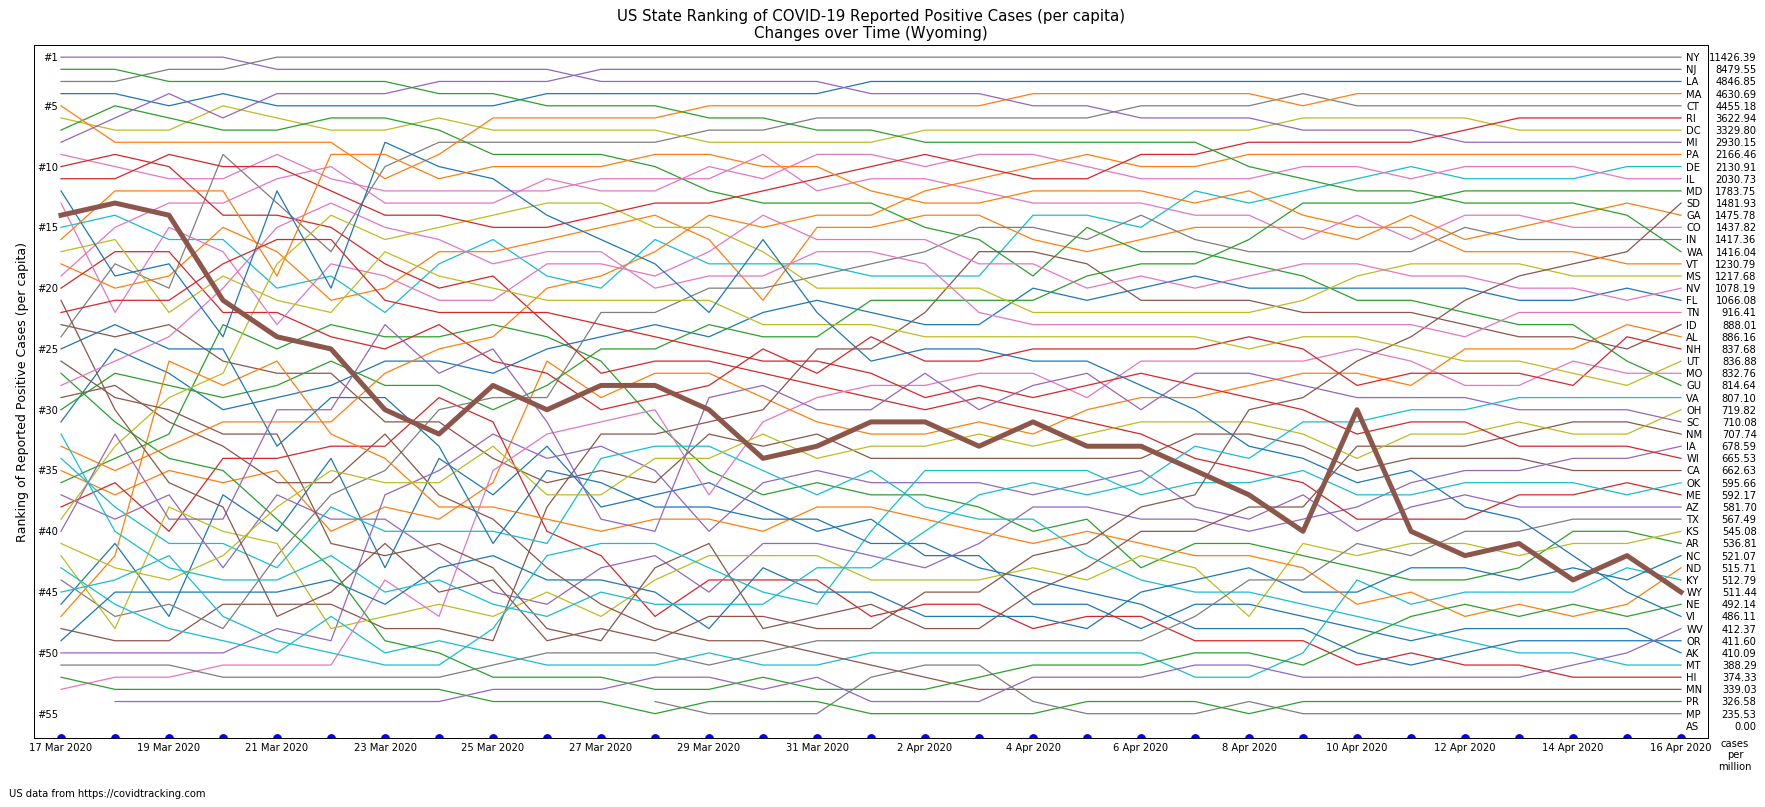 US State Ranking of COVID-19 Reported Positive Cases (per capita)
Changes over Time (Wyoming)
Ranking of Reported Positive Cases (per capita)
#1
#5
#10
#15
#20
#25
#30
#35
#40
#45
#50
#55
NY 11426.39
NJ 8479.55
LA 4846.85
MA 4630.69
CT 4455.18
RI 3622.94
DC 3329.80
MI 2930.15
PA 2166.46
DE 2130.91
IL 2030.73
MD 1783.75
SD 1481.93
GA 1475.78
CO 1437.82
IN 1417.36
WA 1416.04
VT 1230.79
MS 1217.68
NV 1078.19
FL 1066.08
TN 916.41
ID 888.01
AL 886.16
NH 837.68
UT 836.88
MO 832.76
GU 814.64
VA 807.10
OH 719.82
SC 710.08
NM 707.74
IA 678.59
WI 665.53
CA 662.63
OK 595.66
ME 592.17
AZ 581.70
TX 567.49
KS 545.08
AR 536.81
NC 521.07
ND 515.71
KY 512.79
WY 511.44
NE 492.14
VI 486.11
WV 412.37
OR 411.60
AK 410.09
MT 388.29
HI 374.33
MN 339.03
PR 326.58
MP 235.53
AS 0.00
17 Mar 2020 19 Mar 2020 21 Mar 2020 23 Mar 2020 25 Mar 2020 27 Mar 2020 29 Mar 2020 31 Mar 2020 2 Apr 2020 4 Apr 2020 6 Apr 2020 8 Apr 2020 10 Apr 2020 12 Apr 2020 14 Apr 2020 16 Apr 2020
cases
per
million
US data from https://covidtracking.com